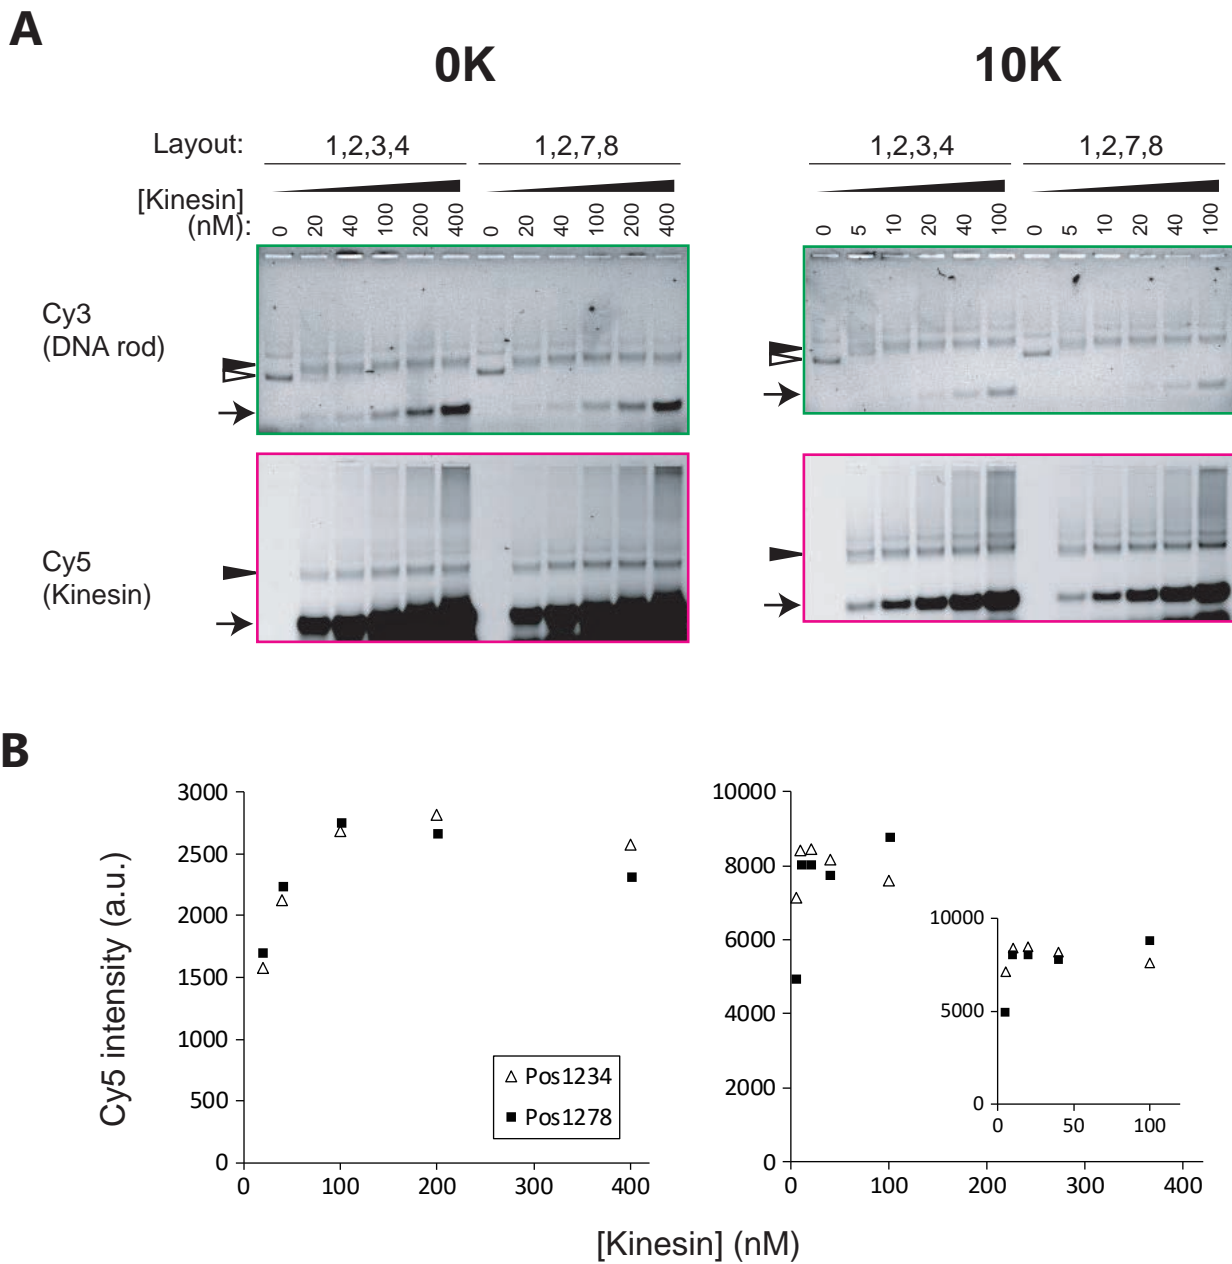 A
0K 10K
Layout: 1,2,3,4 1,2,7,8 1,2,3,4 1,2,7,8
[Kinesin]
(nM): 0 20 40 100 200 400 0 20 40 100 200 400 0 5 10 20 40 100 0 5 10 20 40 100
Cy3
(DNA rod)
Cy5
(Kinesin)
B
Cy5 intensity (a.u.)
3000
2500
2000
1500
1000
500
0
0 100 200 300 400
Pos1234
Pos1278
10000
8000
6000
4000
2000
0
0 100 200 300 400
10000
5000
0
0 50 100
[Kinesin] (nM)